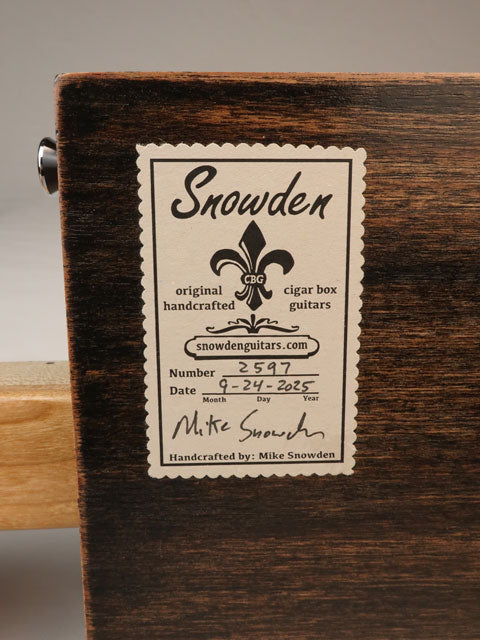 Snowden
CBG
original cigar box
handcrafted guitars
snowdenguitars.com
Number 2597
Date 9-24-2025
Month Day Year
Mike Snowden
Handcrafted by: Mike Snowden